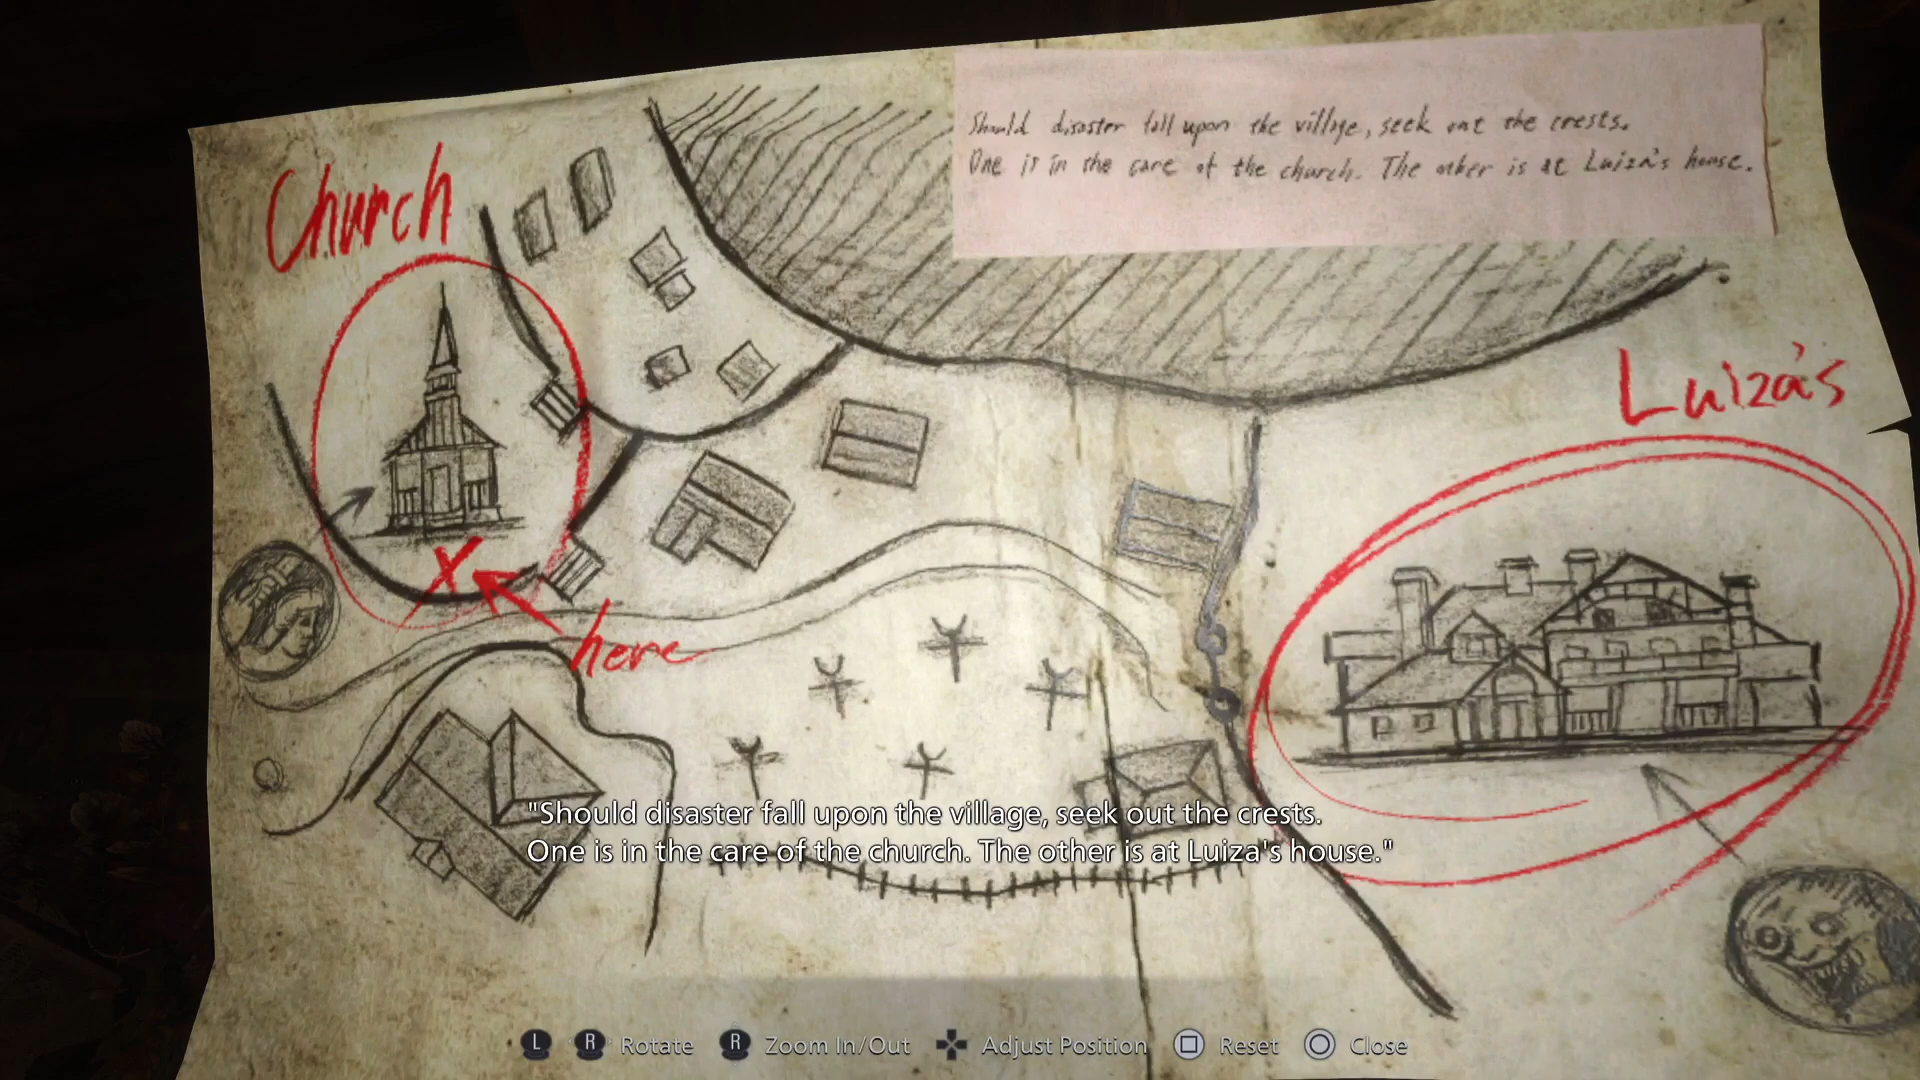 Should disaster fall upon the village, seek out the crests.
One is in the care of the church. The other is at Luiza's house.
Church
Luiza's
X
here
"Should disaster fall upon the village, seek out the crests.
One is in the care of the church. The other is at Luiza's house."
L R Rotate R Zoom In/Out Adjust Position Reset Close